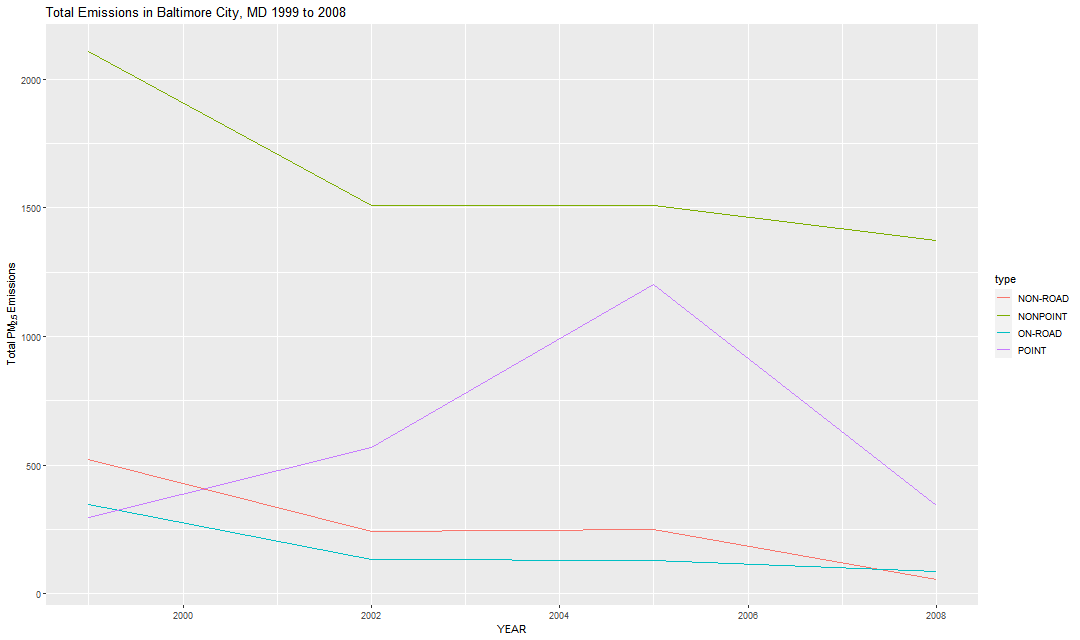 Total Emissions in Baltimore City, MD 1999 to 2008
Total PM2.5 Emissions
2000
1500
1000
500
0
2000
2002
2004
2006
2008
YEAR
type
NON-ROAD
NONPOINT
ON-ROAD
POINT